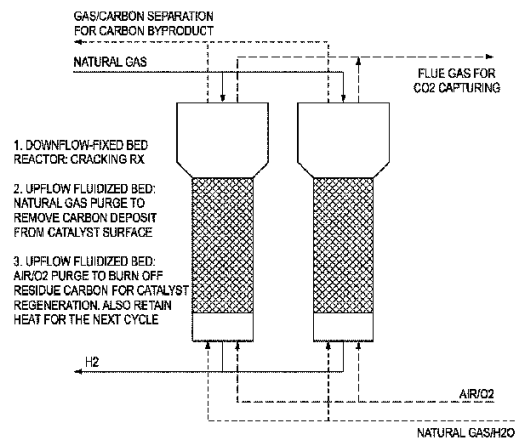 GAS/CARBON SEPARATION
FOR CARBON BYPRODUCT
NATURAL GAS
FLUE GAS FOR
CO2 CAPTURING
1. DOWNFLOW-FIXED BED
REACTOR: CRACKING RX
2. UPFLOW FLUIDIZED BED:
NATURAL GAS PURGE TO
REMOVE CARBON DEPOSIT
FROM CATALYST SURFACE
3. UPFLOW FLUIDIZED BED:
AIR/O2 PURGE TO BURN OFF
RESIDUE CARBON FOR CATALYST
REGENERATION. ALSO RETAIN
HEAT FOR THE NEXT CYCLE
H2
AIR/O2
NATURAL GAS/H2O